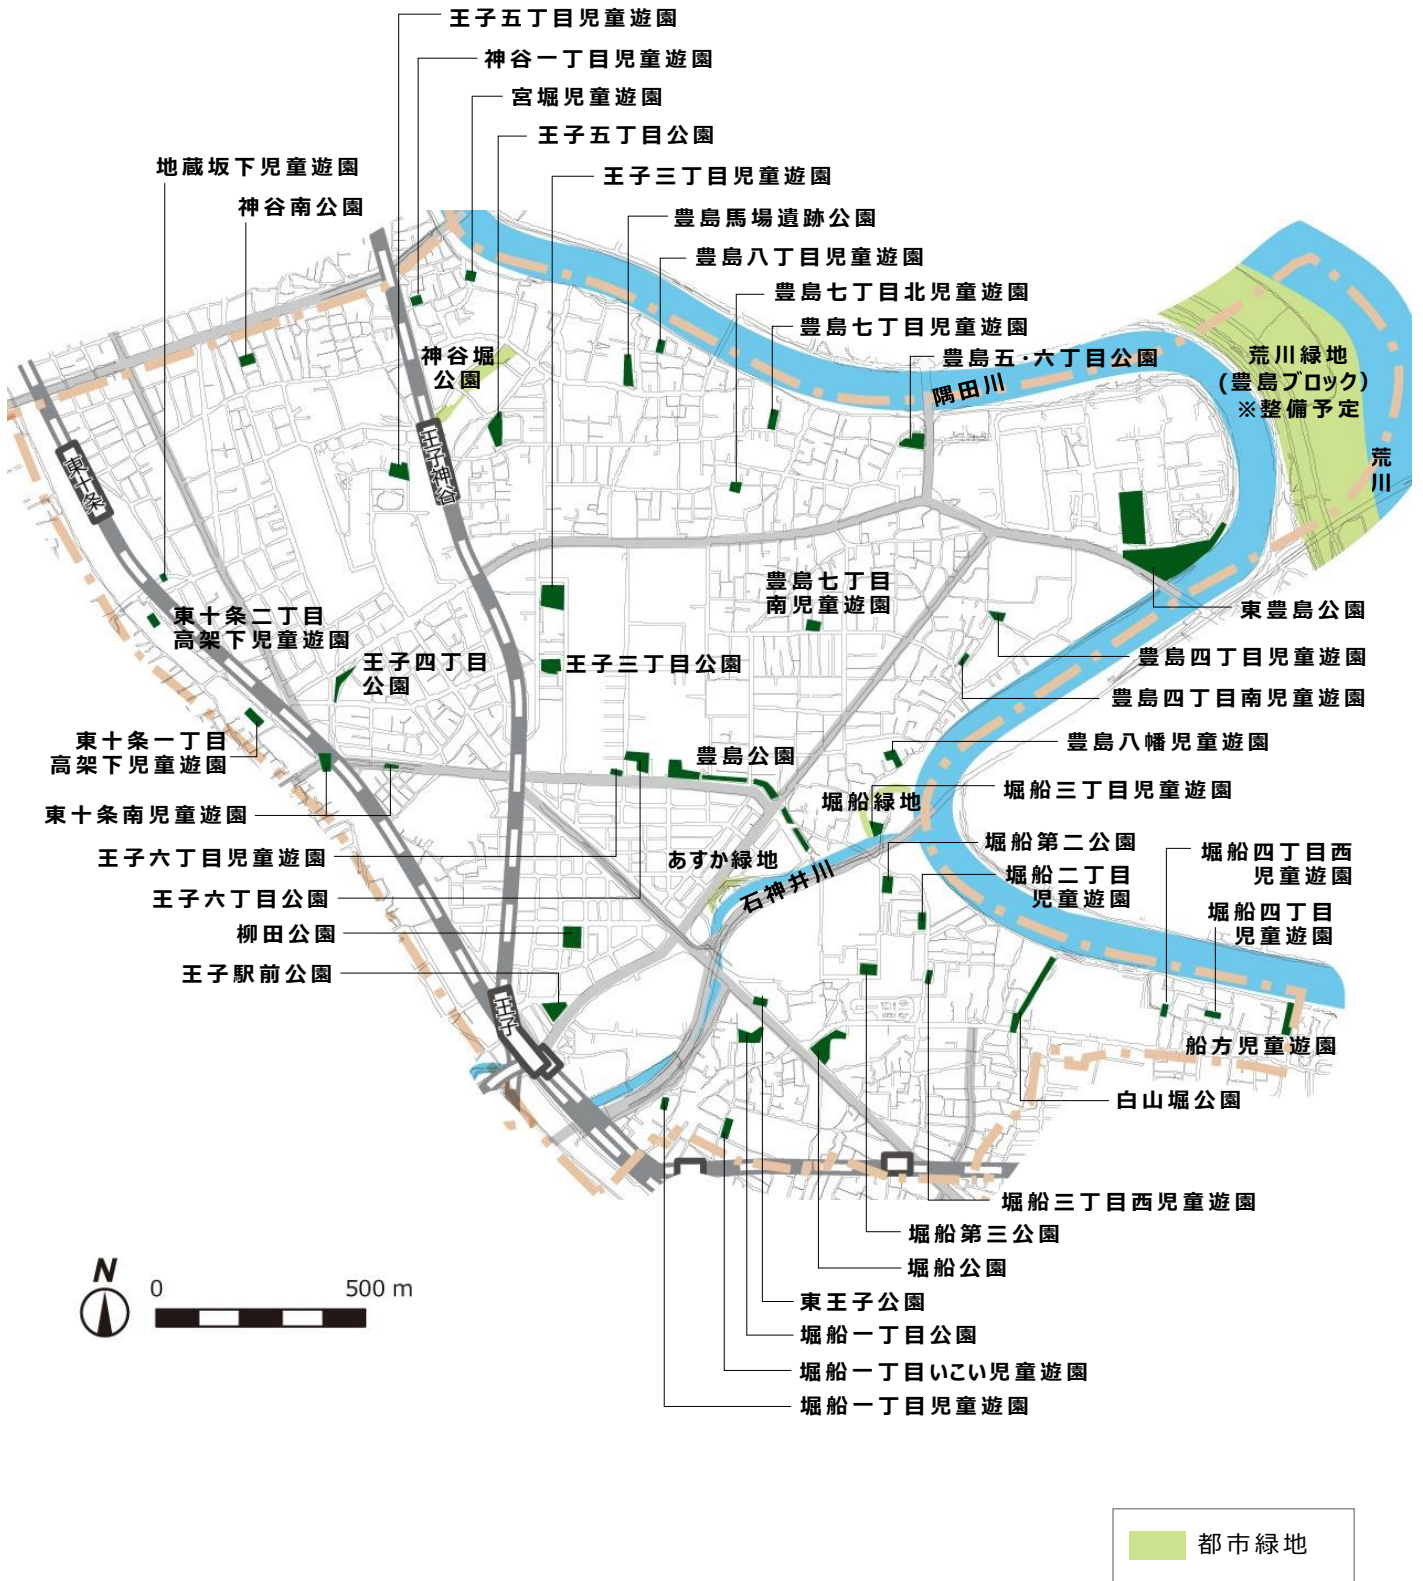 王子五丁目児童遊園
神谷一丁目児童遊園
宮堀児童遊園
王子五丁目公園
地蔵坂下児童遊園
王子三丁目児童遊園
神谷南公園
豊島馬場遺跡公園
豊島八丁目児童遊園
豊島七丁目北児童遊園
豊島七丁目児童遊園
神谷堀
公園
豊島五・六丁目公園
荒川緑地
(豊島ブロック)
※整備予定
隅田川
荒川
王子神谷
東十条
豊島七丁目
南児童遊園
東豊島公園
東十条二丁目
高架下児童遊園
王子四丁目
公園
王子三丁目公園
豊島四丁目児童遊園
豊島四丁目南児童遊園
東十条一丁目
高架下児童遊園
豊島公園
豊島八幡児童遊園
堀船緑地
堀船三丁目児童遊園
東十条南児童遊園
王子六丁目児童遊園
あすか緑地
石神井川
堀船第二公園
堀船二丁目
児童遊園
堀船四丁目西
児童遊園
王子六丁目公園
堀船四丁目
児童遊園
柳田公園
王子駅前公園
王子
船方児童遊園
白山堀公園
堀船三丁目西児童遊園
堀船第三公園
堀船公園
N
0 500 m
東王子公園
堀船一丁目公園
堀船一丁目いこい児童遊園
堀船一丁目児童遊園
都市緑地